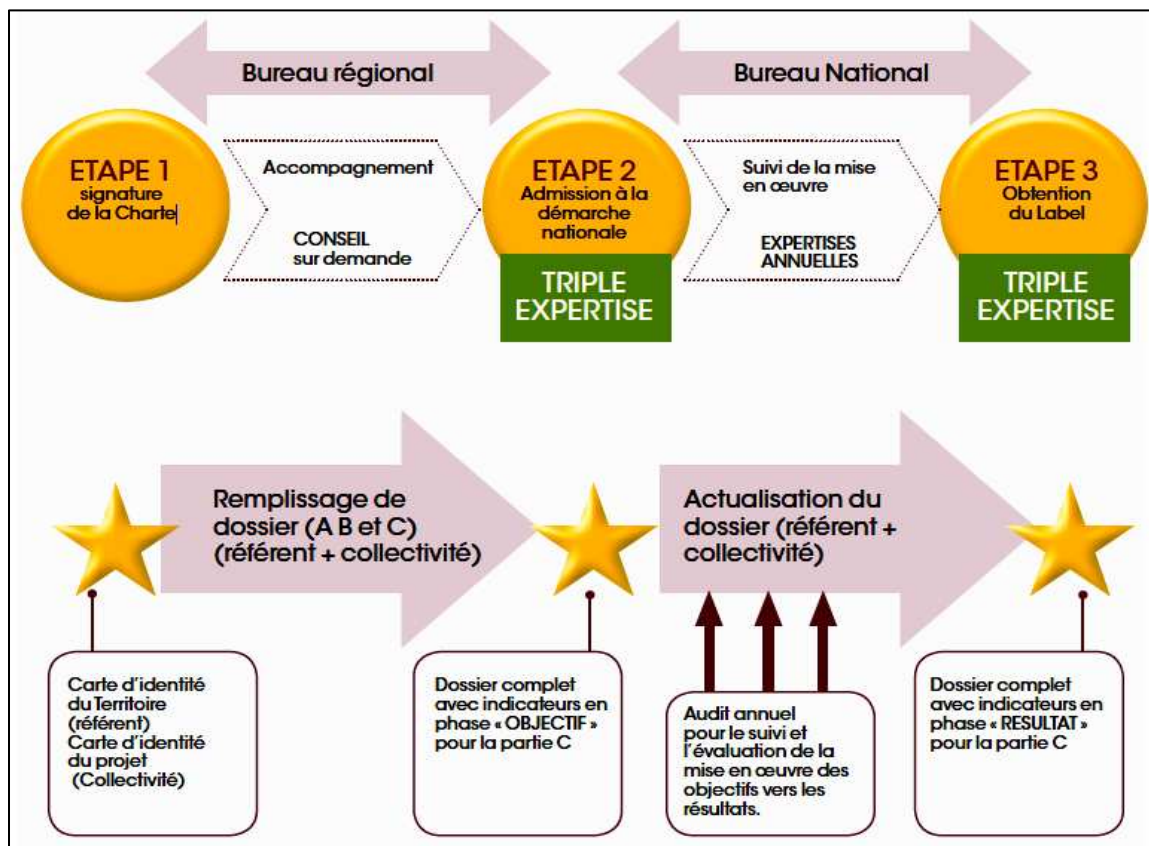 Bureau régional
Bureau National
ETAPE 1
signature
de la Charte
Accompagnement
CONSEIL
sur demande
ETAPE 2
Admission à la
démarche
nationale
TRIPLE
EXPERTISE
Suivi de la mise
en œuvre
EXPERTISES
ANNUELLES
ETAPE 3
Obtention
du Label
TRIPLE
EXPERTISE
Remplissage de
dossier (A B et C)
(référent + collectivité)
Actualisation du
dossier (référent +
collectivité)
Carte d'identité
du Territoire
(référent)
Carte d'identité
du projet
(Collectivité)
Dossier complet
avec indicateurs en
phase « OBJECTIF »
pour la partie C
Audit annuel
pour le suivi et
l'évaluation de la
mise en œuvre des
objectifs vers les
résultats.
Dossier complet
avec indicateurs en
phase « RESULTAT »
pour la partie C